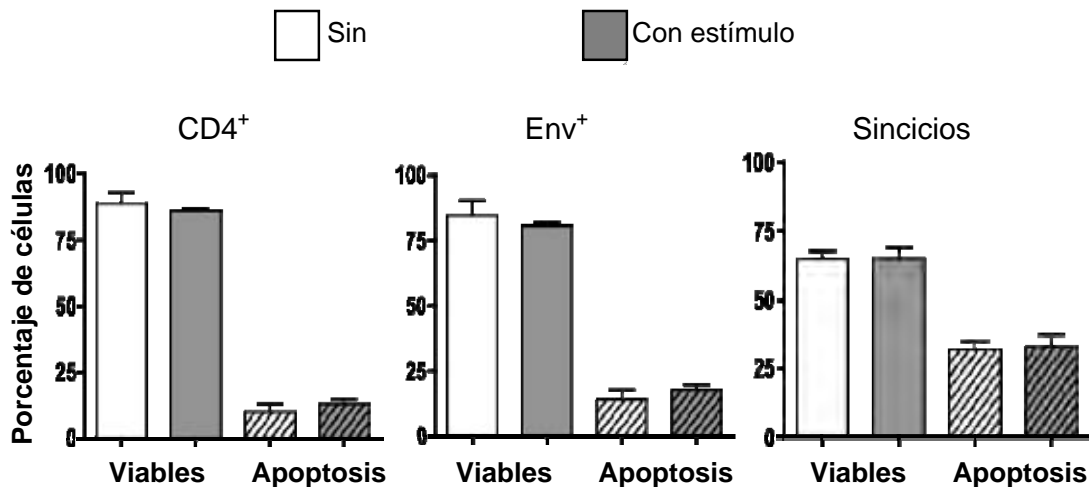 Sin
Con estímulo
CD4+
Env+
Sincicios
Porcentaje de células
100
75
50
25
0
100
75
50
25
0
100
75
50
25
0
Viables
Apoptosis
Viables
Apoptosis
Viables
Apoptosis